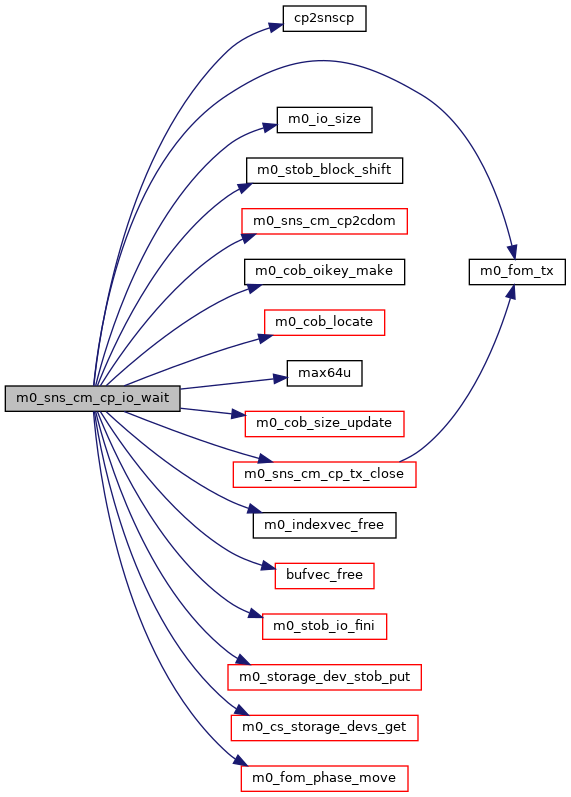 cp2snscp
m0_io_size
m0_stob_block_shift
m0_sns_cm_cp2cdom
m0_cob_oikey_make
m0_fom_tx
m0_cob_locate
max64u
m0_sns_cm_cp_io_wait
m0_cob_size_update
m0_sns_cm_cp_tx_close
m0_indexvec_free
bufvec_free
m0_stob_io_fini
m0_storage_dev_stob_put
m0_cs_storage_devs_get
m0_fom_phase_move